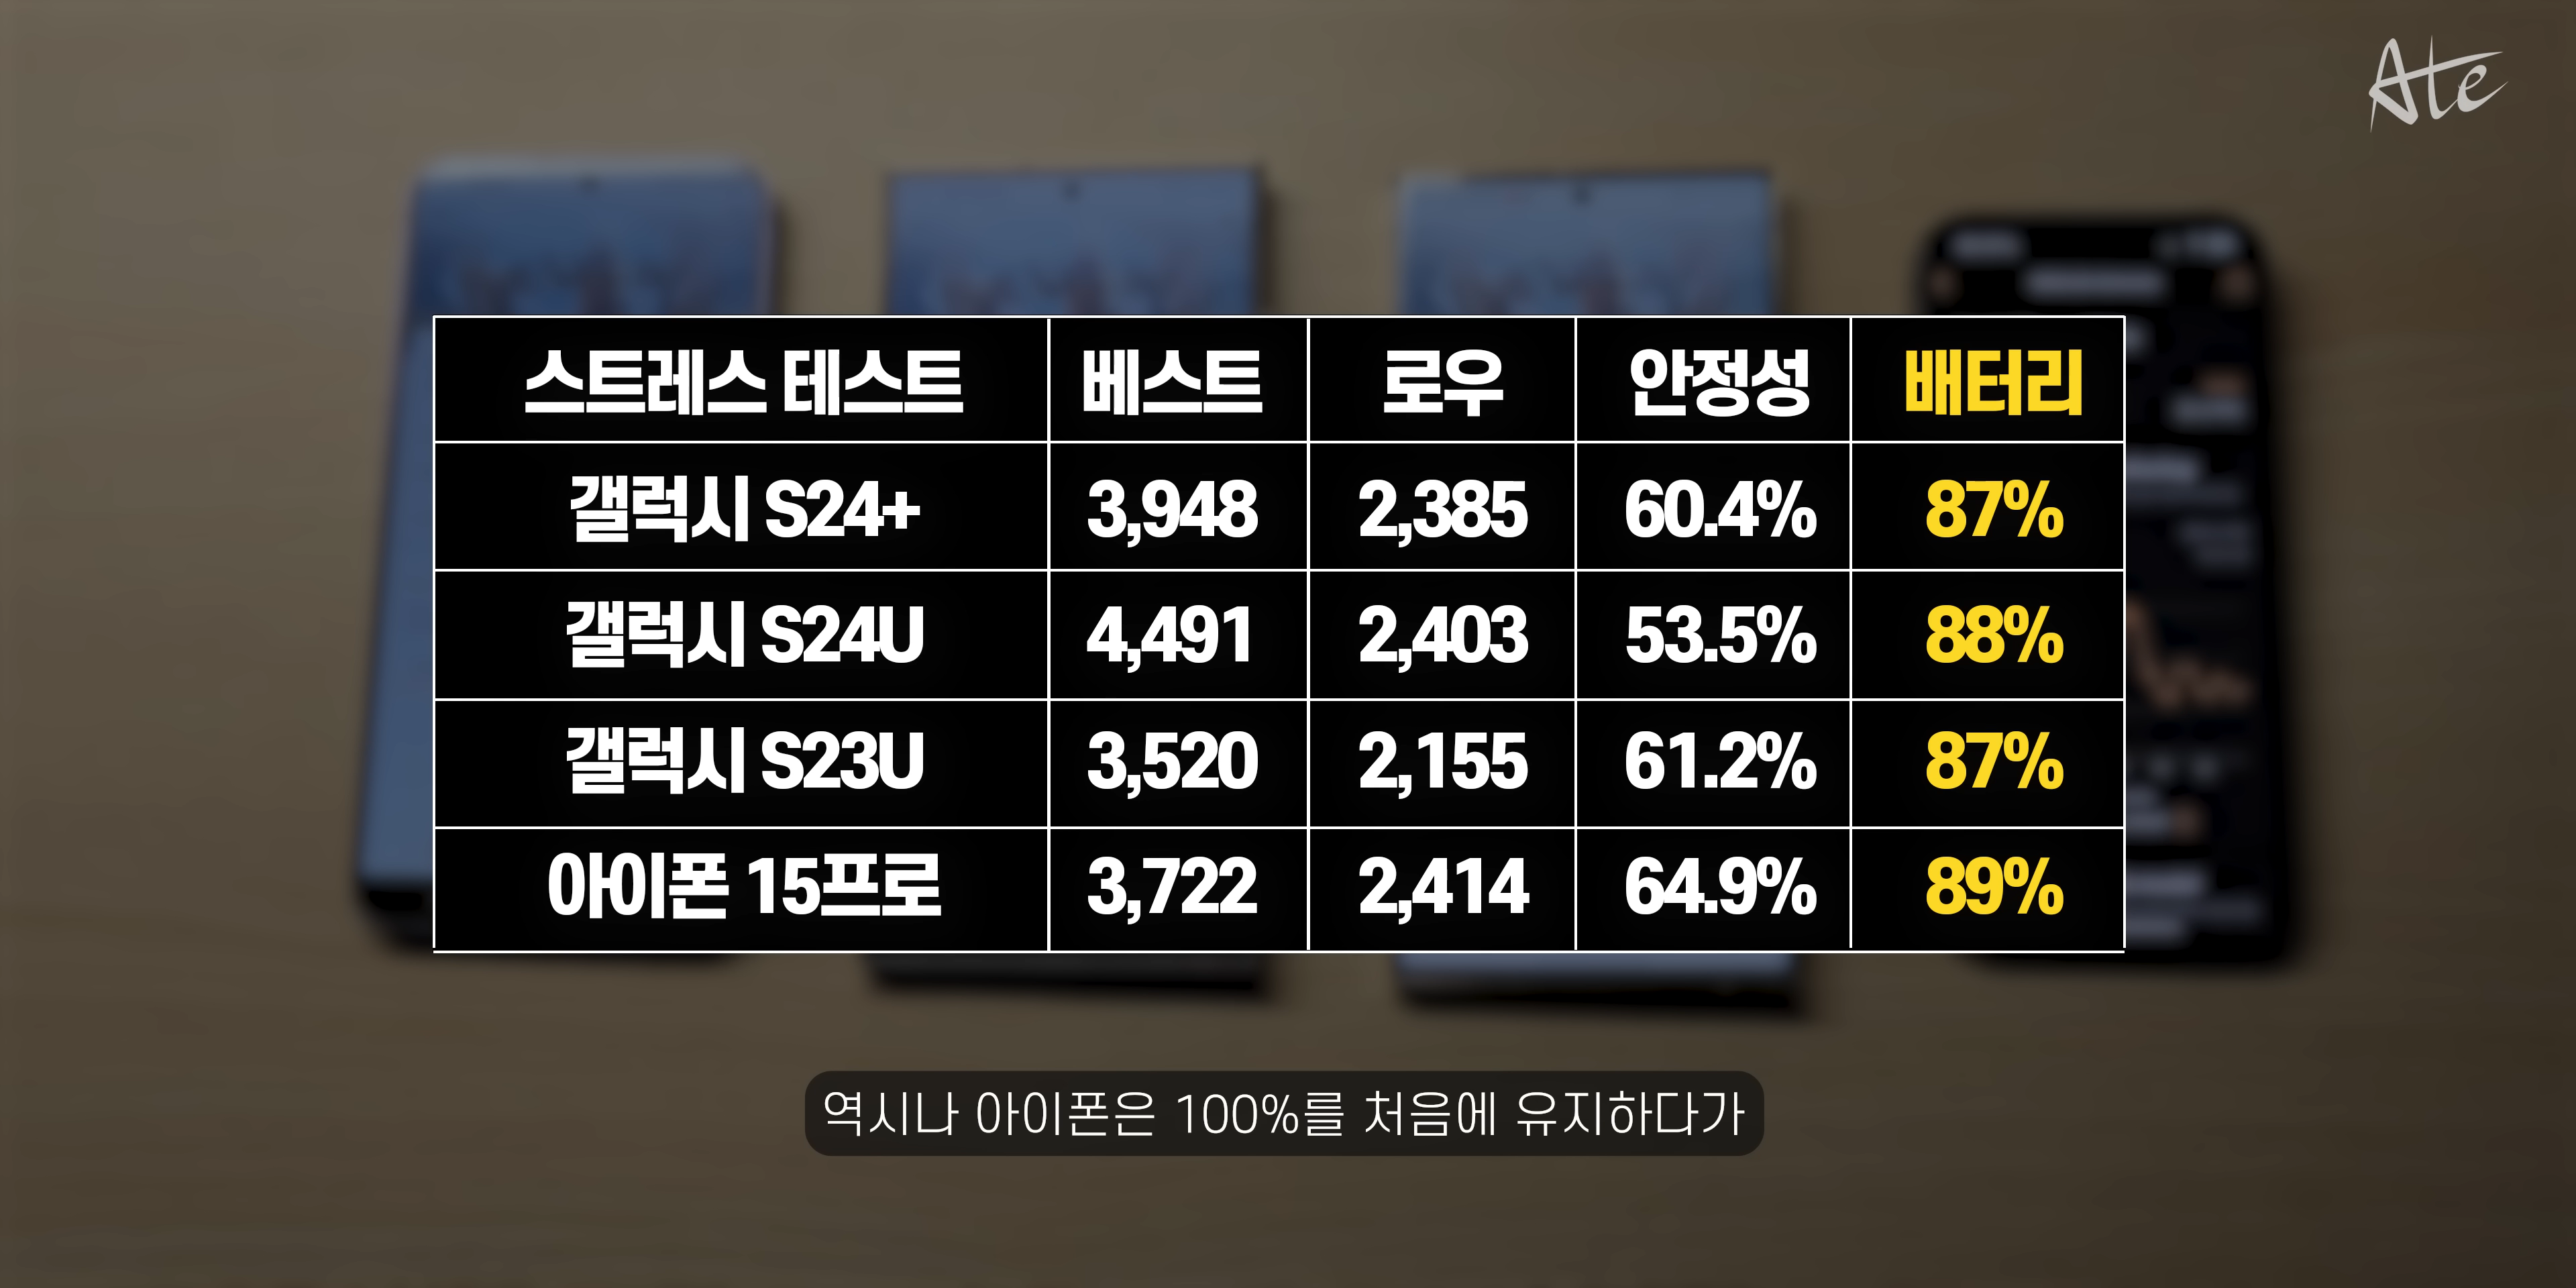 Ate
스트레스 테스트 베스트 로우 안정성 배터리
갤럭시 S24+ 3,948 2,385 60.4% 87%
갤럭시 S24U 4,491 2,403 53.5% 88%
갤럭시 S23U 3,520 2,155 61.2% 87%
아이폰 15프로 3,722 2,414 64.9% 89%
역시나 아이폰은 100%를 처음에 유지하다가